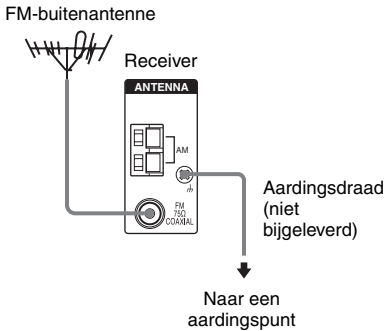 FM-buitenantenne
Receiver
ANTENNA
AM
FM
75Ω
COAXIAL
Aardingsdraad
(niet
bijgeleverd)
Naar een
aardingspunt